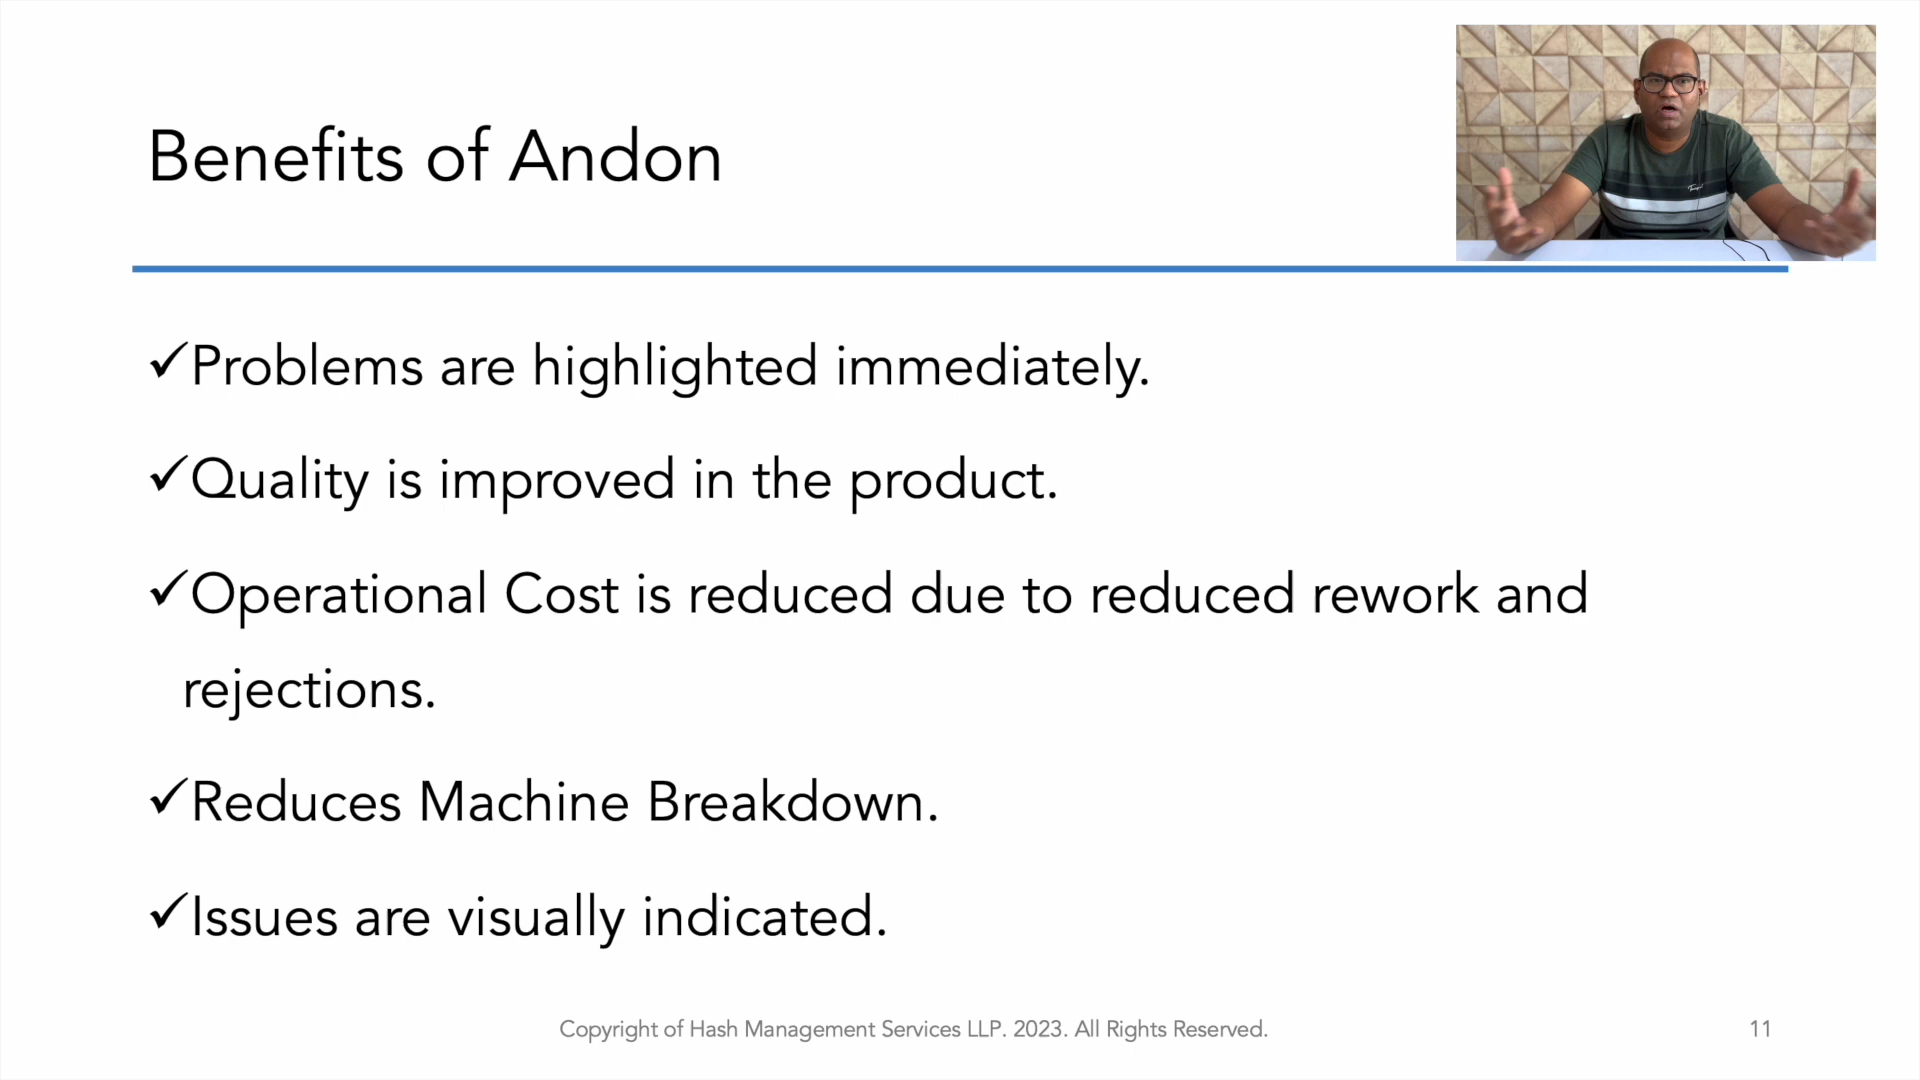 Benefits of Andon
✓Problems are highlighted immediately.
✓Quality is improved in the product.
✓Operational Cost is reduced due to reduced rework and
rejections.
✓Reduces Machine Breakdown.
✓Issues are visually indicated.
Copyright of Hash Management Services LLP. 2023. All Rights Reserved.
11